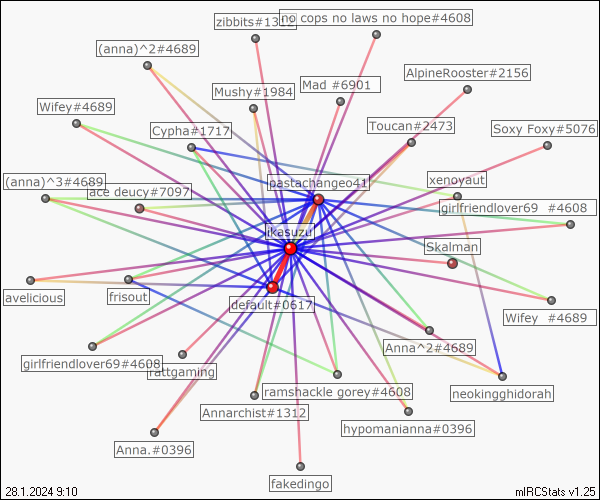 zibbits#1312
no cops no laws no hope#4608
(anna)^2#4689
Mad #6901
AlpineRooster#2156
Mushy#1984
Wifey#4689
Cypha#1717
Toucan#2473
Soxy Foxy#5076
(anna)^3#4689
ace deucy#7097
pastachangeo41
xenoyaut
girlfriendlover69 #4608
ikasuzu
Skalman
avelicious
frisout
default#0617
Wifey #4689
Anna^2#4689
girlfriendlover69#4608
rattgaming
ramshackle gorey#4608
neokingghidorah
Annarchist#1312
hypomanianna#0396
Anna.#0396
fakedingo
28.1.2024 9:10
mIRCStats v1.25